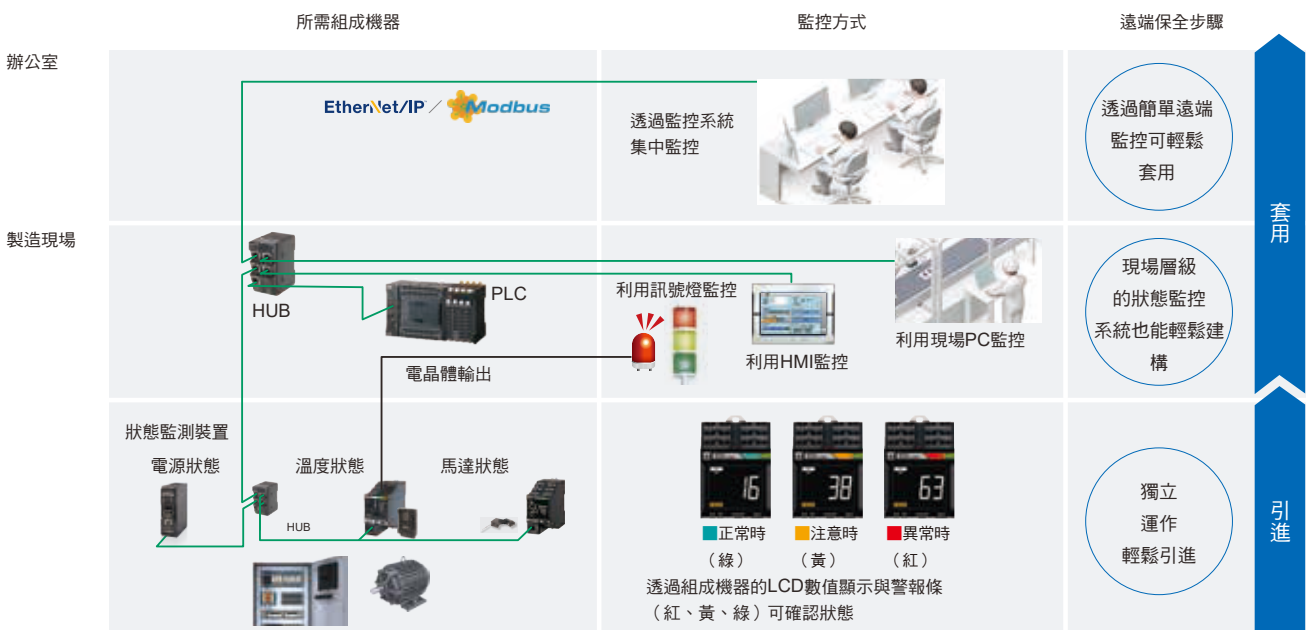 所需組成機器
監控方式
遠端保全步驟
辦公室
EtherNet/IP / Modbus
透過監控系統
集中監控
透過簡單遠端
監控可輕鬆
套用
套用
製造現場
HUB
PLC
利用訊號燈監控
利用HMI監控
利用現場PC監控
電晶體輸出
現場層級
的狀態監控
系統也能輕鬆建
構
狀態監測裝置
電源狀態
溫度狀態
馬達狀態
HUB
16
38
63
正常時
(綠)
注意時
(黃)
異常時
(紅)
透過組成機器的LCD數值顯示與警報條
(紅、黃、綠)可確認狀態
獨立
運作
輕鬆引進
引進